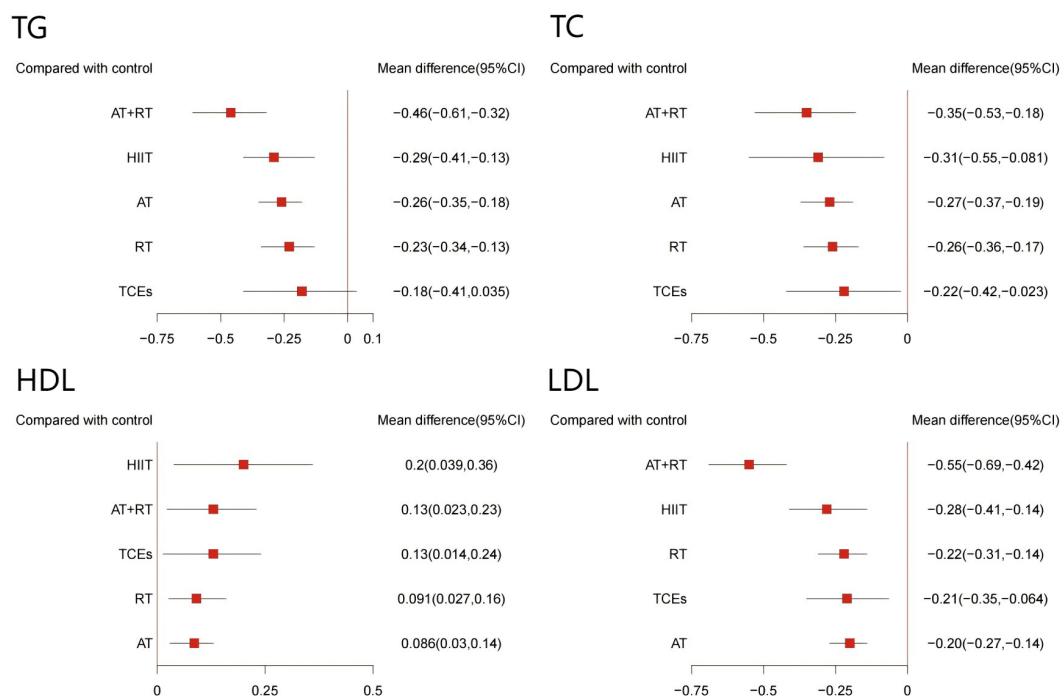 TG
Compared with control Mean difference(95%CI)
AT+RT −0.46(−0.61,−0.32)
HIIT −0.29(−0.41,−0.13)
AT −0.26(−0.35,−0.18)
RT −0.23(−0.34,−0.13)
TCEs −0.18(−0.41,0.035)
−0.75 −0.5 −0.25 0 0.1
TC
Compared with control Mean difference(95%CI)
AT+RT −0.35(−0.53,−0.18)
HIIT −0.31(−0.55,−0.081)
AT −0.27(−0.37,−0.19)
RT −0.26(−0.36,−0.17)
TCEs −0.22(−0.42,−0.023)
−0.75 −0.5 −0.25 0
HDL
Compared with control Mean difference(95%CI)
HIIT 0.2(0.039,0.36)
AT+RT 0.13(0.023,0.23)
TCEs 0.13(0.014,0.24)
RT 0.091(0.027,0.16)
AT 0.086(0.03,0.14)
0 0.25 0.5
LDL
Compared with control Mean difference(95%CI)
AT+RT −0.55(−0.69,−0.42)
HIIT −0.28(−0.41,−0.14)
RT −0.22(−0.31,−0.14)
TCEs −0.21(−0.35,−0.064)
AT −0.20(−0.27,−0.14)
−0.75 −0.5 −0.25 0